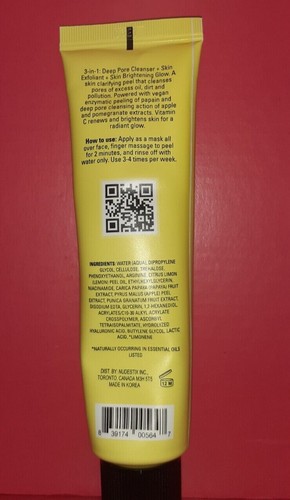 3-in-1: Deep Pore Cleanser + Skin
Exfoliant + Skin Brightening Glow. A
skin clarifying peel that cleanses
pores of excess oil, dirt and
pollution. Powered with vegan
enzymatic peeling of papain and
deep pore cleansing action of apple
and pomegranate extracts. Vitamin
C renews and brightens skin for a
radiant glow.
How to use: Apply as a mask all
over face, finger massage to peel
for 2 minutes, and rinse off with
water only. Use 3-4 times per week.
INGREDIENTS: WATER (AQUA), DIPROPYLENE
GLYCOL, CELLULOSE, TREHALOSE,
PHENOXYETHANOL, ARGININE, CITRUS LIMON
(LEMON) PEEL OIL, ETHYLHEXYLGLYCERIN,
NIACINAMIDE, CARICA PAPAYA (PAPAYA) FRUIT
EXTRACT, PYRUS MALUS (APPLE) FRUIT
EXTRACT, PUNICA GRANATUM FRUIT EXTRACT,
DISODIUM EDTA, GLYCERIN, 1,2-HEXANEDIOL,
ACRYLATES/C10-30 ALKYL ACRYLATE
CROSSPOLYMER, ASCORBYL
TETRAISOPALMITATE, HYDROLYZED
HYALURONIC ACID, BUTYLENE GLYCOL, LACTIC
ACID, *LIMONENE.
*NATURALLY OCCURRING IN ESSENTIAL OILS
LISTED
DIST. BY: NUDESTIX INC.,
TORONTO, CANADA M3H 5T5
MADE IN KOREA
12 M
8 39174 00564 7